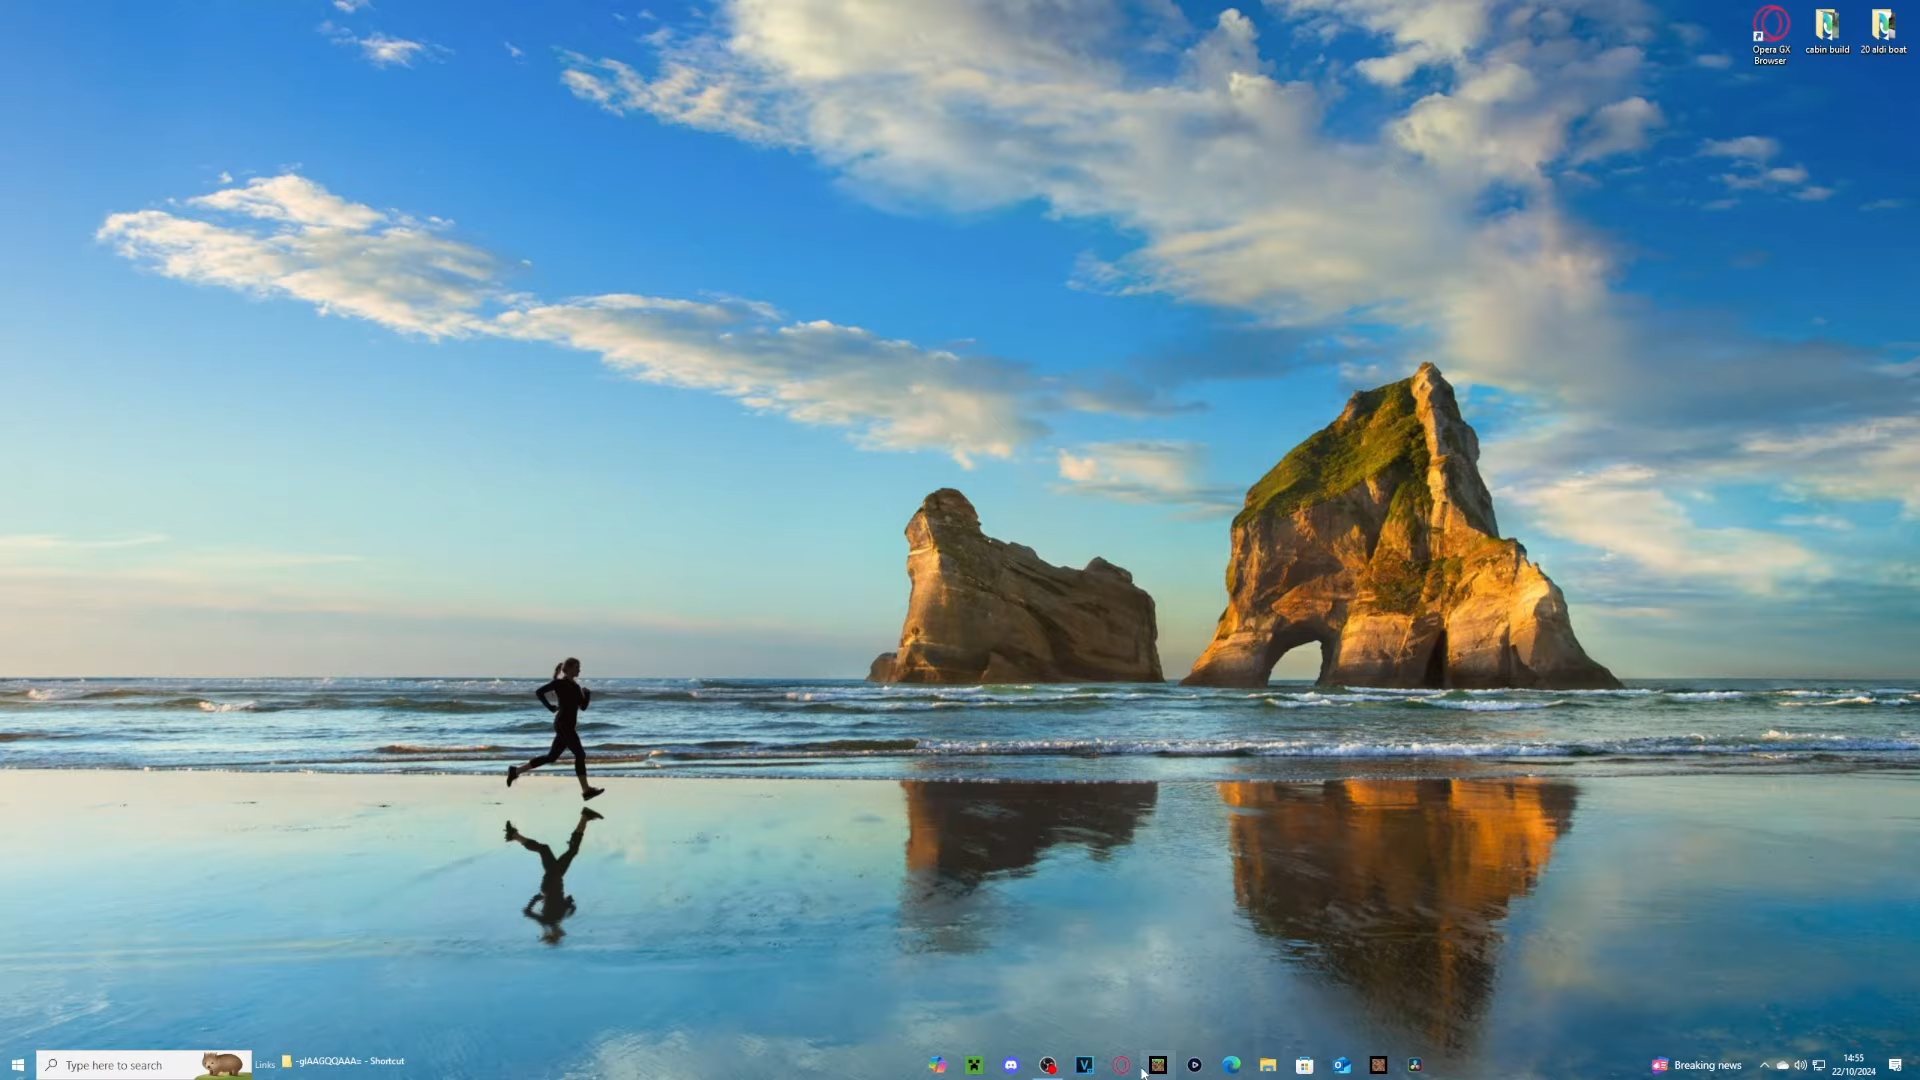 Opera GX
Browser
cabin build
20 aldi boat
Type here to search
Links
-glAAGQQAAA= - Shortcut
V
Breaking news
14:55
22/10/2024